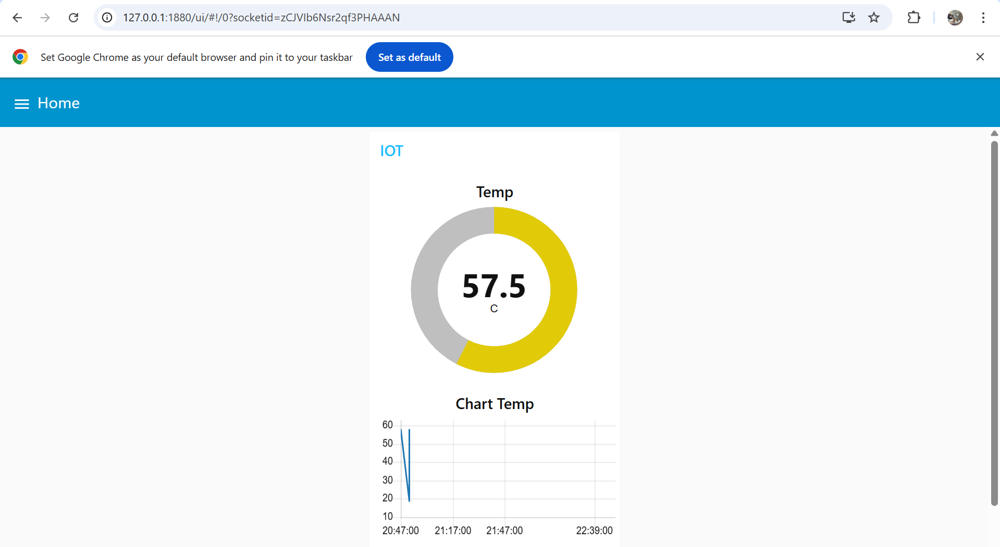 127.0.0.1:1880/ui/#!/0?socketid=zCJVIb6Nsr2qf3PHAAAN
Set Google Chrome as your default browser and pin it to your taskbar
Set as default
Home
IOT
Temp
57.5
C
Chart Temp
60
50
40
30
20
10
20:47:00 21:17:00 21:47:00 22:39:00